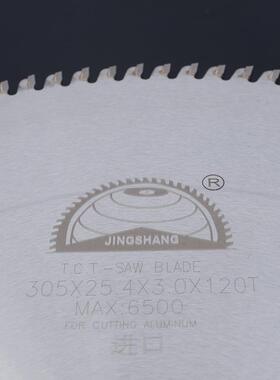 JINGSHANG
®
T.C.T-SAW BLADE
305X25.4X3.0X120T
MAX:6500
FOR CUTTING ALUMINUM
进口